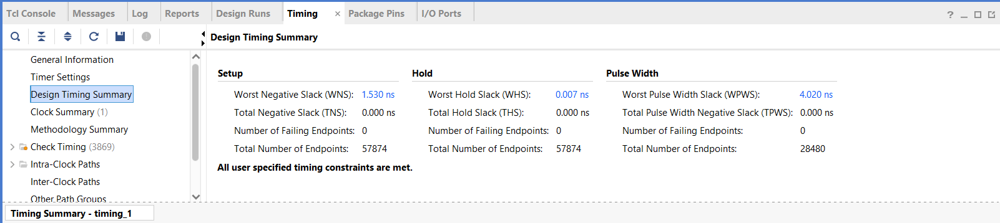 Tcl Console Messages Log Reports Design Runs Timing × Package Pins I/O Ports ?
Design Timing Summary
General Information
Timer Settings
Design Timing Summary
Clock Summary (1)
Methodology Summary
Check Timing (3869)
Intra-Clock Paths
Inter-Clock Paths
Other Path Groups
Setup
Worst Negative Slack (WNS): 1.530 ns
Total Negative Slack (TNS): 0.000 ns
Number of Failing Endpoints: 0
Total Number of Endpoints: 57874
Hold
Worst Hold Slack (WHS): 0.007 ns
Total Hold Slack (THS): 0.000 ns
Number of Failing Endpoints: 0
Total Number of Endpoints: 57874
Pulse Width
Worst Pulse Width Slack (WPWS): 4.020 ns
Total Pulse Width Negative Slack (TPWS): 0.000 ns
Number of Failing Endpoints: 0
Total Number of Endpoints: 28480
All user specified timing constraints are met.
Timing Summary - timing_1